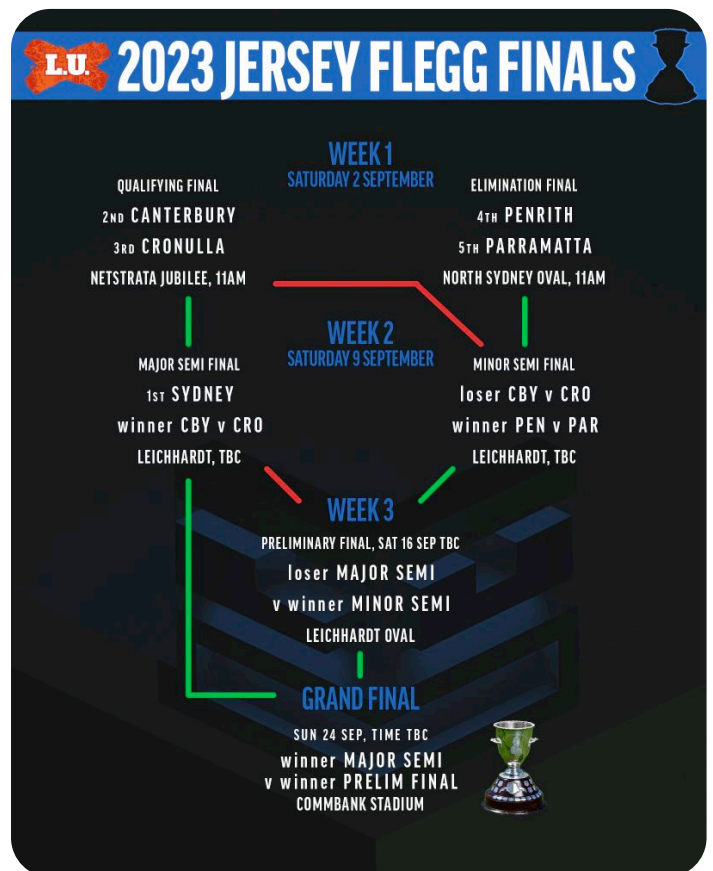 L.U. 2023 JERSEY FLEGG FINALS
WEEK 1
SATURDAY 2 SEPTEMBER
QUALIFYING FINAL
2ND CANTERBURY
3RD CRONULLA
NETSTRATA JUBILEE, 11AM
ELIMINATION FINAL
4TH PENRITH
5TH PARRAMATTA
NORTH SYDNEY OVAL, 11AM
WEEK 2
SATURDAY 9 SEPTEMBER
MAJOR SEMI FINAL
1ST SYDNEY
winner CBY v CRO
LEICHHARDT, TBC
MINOR SEMI FINAL
loser CBY v CRO
winner PEN v PAR
LEICHHARDT, TBC
WEEK 3
PRELIMINARY FINAL, SAT 16 SEP TBC
loser MAJOR SEMI
v winner MINOR SEMI
LEICHHARDT OVAL
GRAND FINAL
SUN 24 SEP, TIME TBC
winner MAJOR SEMI
v winner PRELIM FINAL
COMMBANK STADIUM